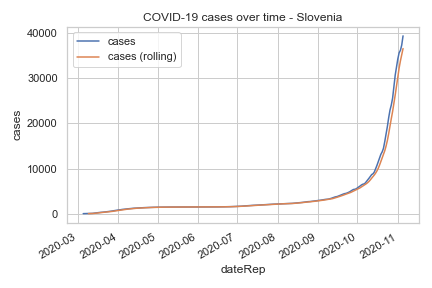 COVID-19 cases over time - Slovenia
cases
cases (rolling)
40000
30000
20000
10000
0
cases
2020-03
2020-04
2020-05
2020-06
2020-07
2020-08
2020-09
2020-10
2020-11
dateRep